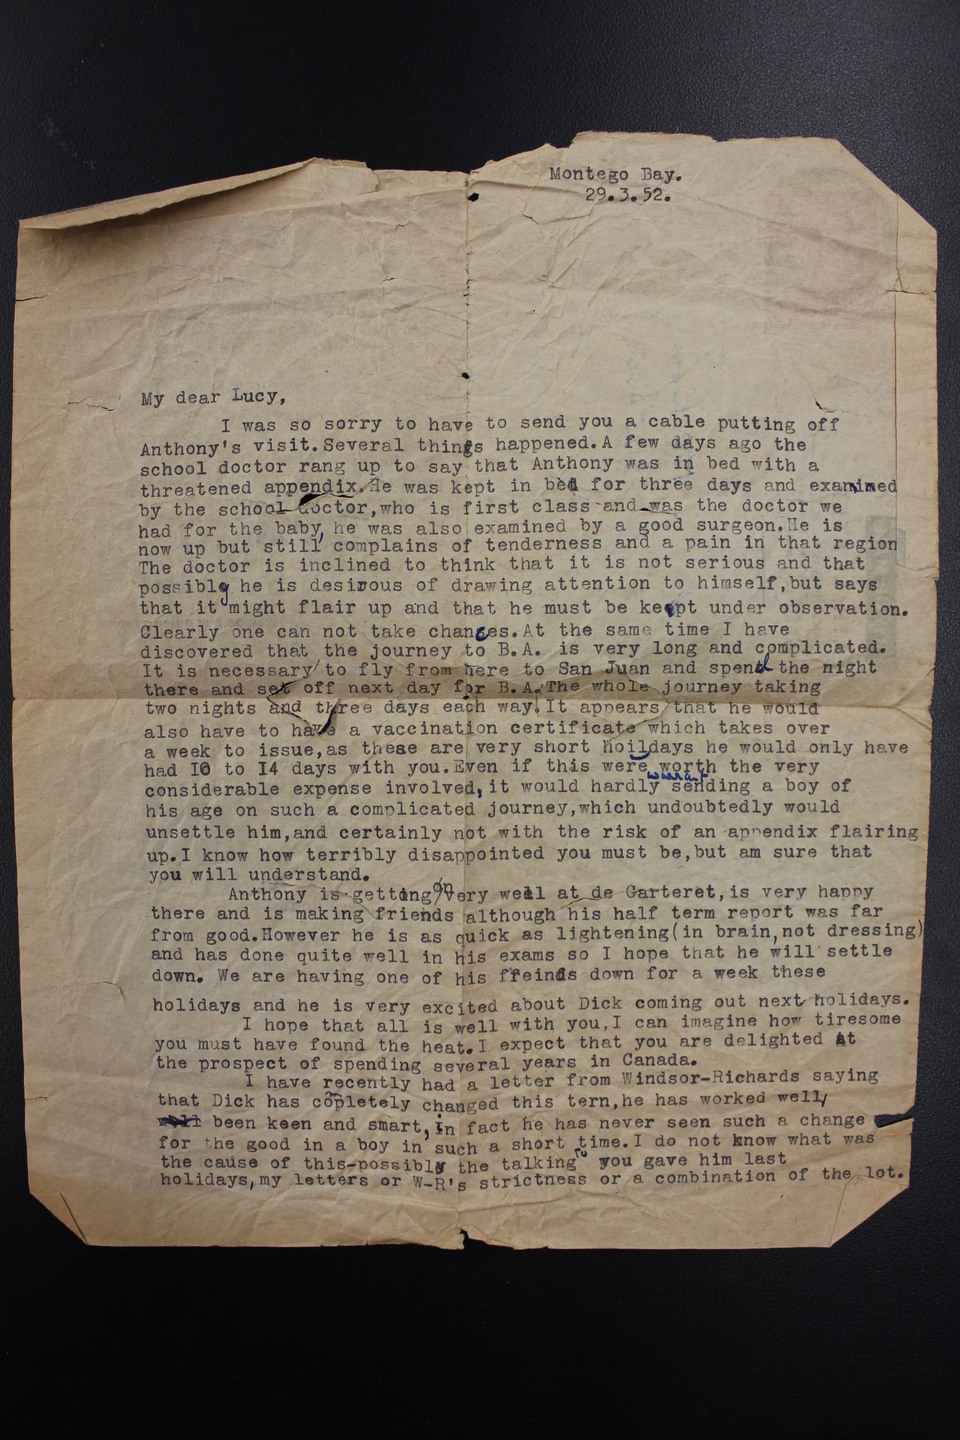 Montego Bay.
29.3.52.
My dear Lucy,
I was so sorry to have to send you a cable putting off
Anthony's visit.Several things happened.A few days ago the
school doctor rang up to say that Anthony was in bed with a
threatened appendix.He was kept in bed for three days and examined
by the school doctor,who is first class and was the doctor we
had for the baby, he was also examined by a good surgeon.He is
now up but still complains of tenderness and a pain in that region
The doctor is inclined to think that it is not serious and that
possibly he is desirous of drawing attention to himself,but says
that it might flair up and that he must be kept under observation.
Clearly one can not take chances.At the same time I have
discovered that the journey to B.A. is very long and complicated.
It is necessary to fly from here to San Juan and spend the night
there and set off next day for B.A.The whole journey taking
two nights and three days each way.It appears that he would
also have to have a vaccination certificate which takes over
a week to issue,as these are very short hoildays he would only have
had 10 to 14 days with you.Even if this were worth the very
considerable expense involved,it would hardly warrant sending a boy of
his age on such a complicated journey,which undoubtedly would
unsettle him,and certainly not with the risk of an appendix flairing
up.I know how terribly disappointed you must be,but am sure that
you will understand.
Anthony is getting on very well at de Carteret,is very happy
there and is making friends although his half term report was far
from good.However he is as quick as lightening(in brain,not dressing)
and has done quite well in his exams so I hope that he will settle
down. We are having one of his ffeinds down for a week these
holidays and he is very excited about Dick coming out next holidays.
I hope that all is well with you,I can imagine how tiresome
you must have found the heat.I expect that you are delighted at
the prospect of spending several years in Canada.
I have recently had a letter from Windsor-Richards saying
that Dick has copletely changed this tern,he has worked well,
been keen and smart,in fact he has never seen such a change
for the good in a boy in such a short time.I do not know what was
the cause of this-possibly the talking to you gave him last
holidays,my letters or W-R's strictness or a combination of the lot.